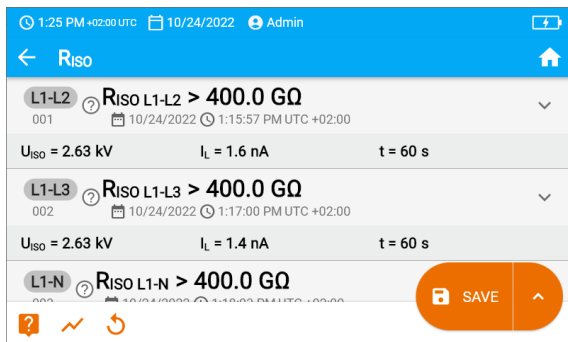 1:25 PM +02:00 UTC 10/24/2022 Admin
RISO
L1-L2 RISO L1-L2 > 400.0 GΩ
001 10/24/2022 1:15:57 PM UTC +02:00
UISO = 2.63 kV IL = 1.6 nA t = 60 s
L1-L3 RISO L1-L3 > 400.0 GΩ
002 10/24/2022 1:17:00 PM UTC +02:00
UISO = 2.63 kV IL = 1.4 nA t = 60 s
L1-N RISO L1-N > 400.0 GΩ
SAVE